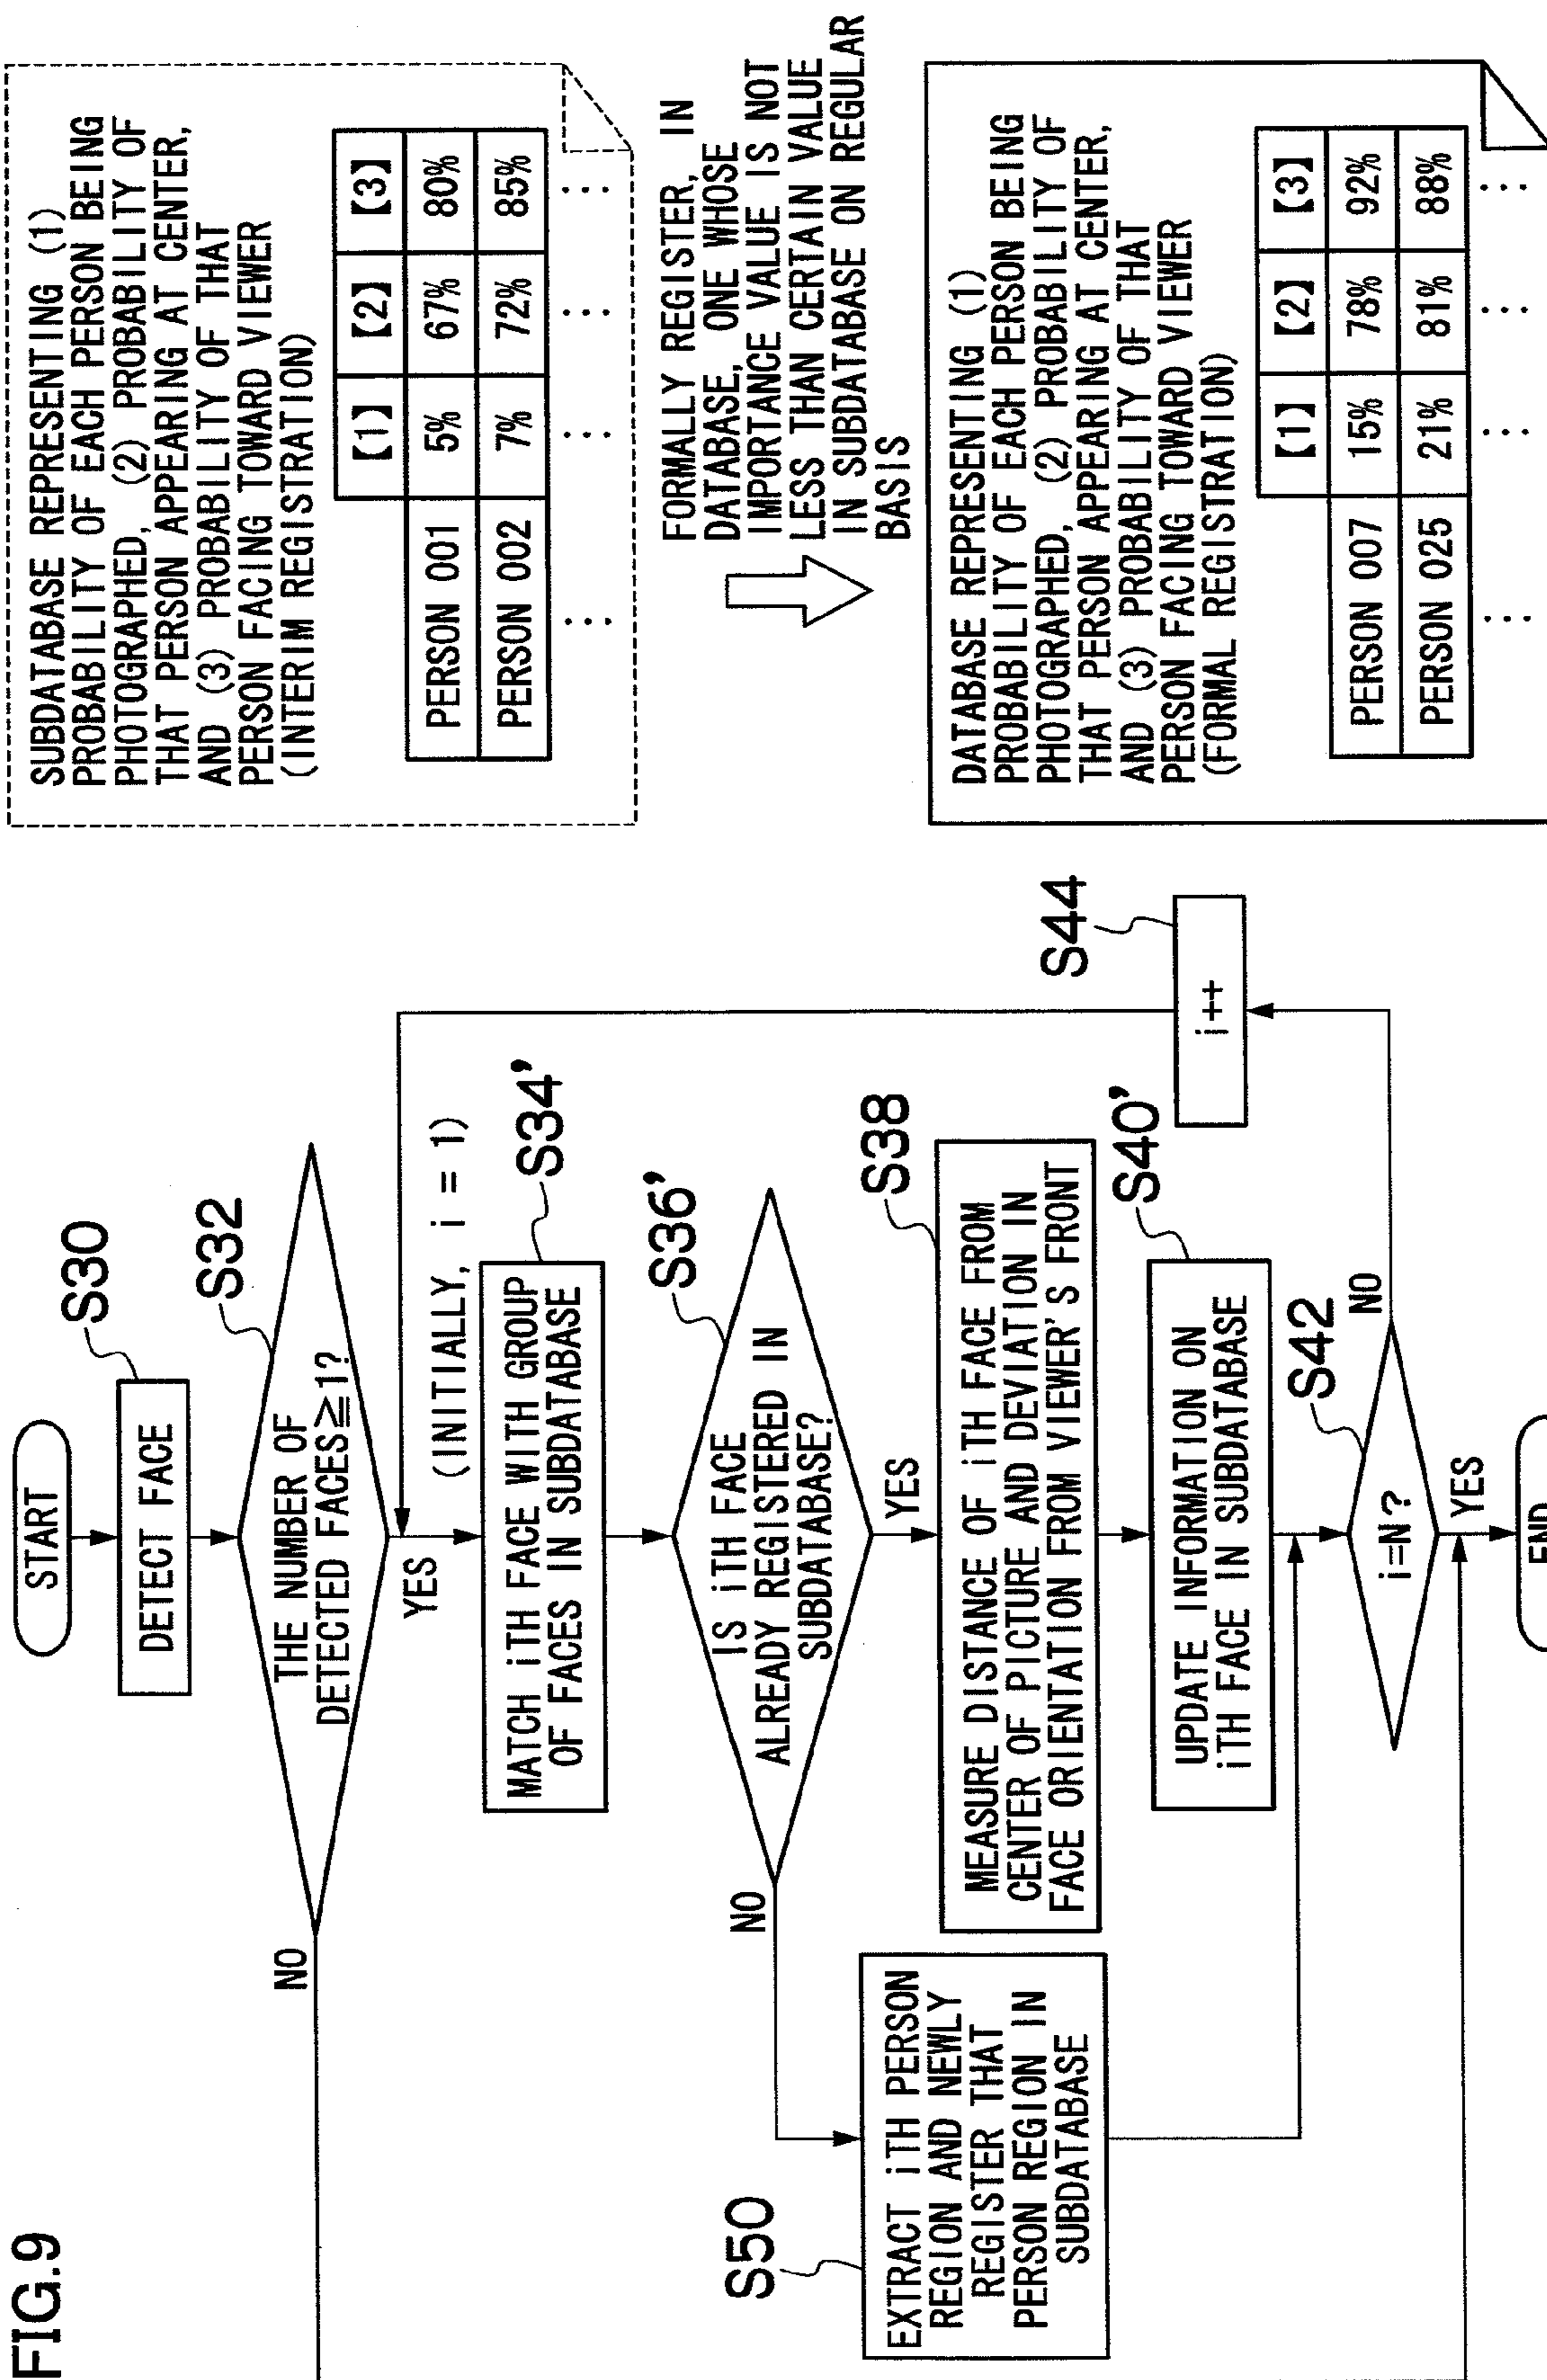 FIG.9
START
S30
DETECT FACE
S32
THE NUMBER OF
DETECTED FACES≧1?
NO
YES
(INITIALLY, i = 1)
S34'
MATCH iTH FACE WITH GROUP
OF FACES IN SUBDATABASE
S36'
IS iTH FACE
ALREADY REGISTERED IN
SUBDATABASE?
NO
YES
S50
EXTRACT iTH PERSON
REGION AND NEWLY
REGISTER THAT
PERSON REGION IN
SUBDATABASE
S38
MEASURE DISTANCE OF iTH FACE FROM
CENTER OF PICTURE AND DEVIATION IN
FACE ORIENTATION FROM VIEWER'S FRONT
S40'
UPDATE INFORMATION ON
iTH FACE IN SUBDATABASE
S42
i=N?
NO
YES
S44
i++
END
SUBDATABASE REPRESENTING (1)
PROBABILITY OF EACH PERSON BEING
PHOTOGRAPHED, (2) PROBABILITY OF
THAT PERSON APPEARING AT CENTER,
AND (3) PROBABILITY OF THAT
PERSON FACING TOWARD VIEWER
(INTERIM REGISTRATION)
【1】 【2】 【3】
PERSON 001 5% 67% 80%
PERSON 002 7% 72% 85%
... ... ... ...
FORMALLY REGISTER, IN
DATABASE, ONE WHOSE
IMPORTANCE VALUE IS NOT
LESS THAN CERTAIN VALUE
IN SUBDATABASE ON REGULAR
BASIS
DATABASE REPRESENTING (1)
PROBABILITY OF EACH PERSON BEING
PHOTOGRAPHED, (2) PROBABILITY OF
THAT PERSON APPEARING AT CENTER,
AND (3) PROBABILITY OF THAT
PERSON FACING TOWARD VIEWER
(FORMAL REGISTRATION)
【1】 【2】 【3】
PERSON 007 15% 78% 92%
PERSON 025 21% 81% 88%
... ... ... ...